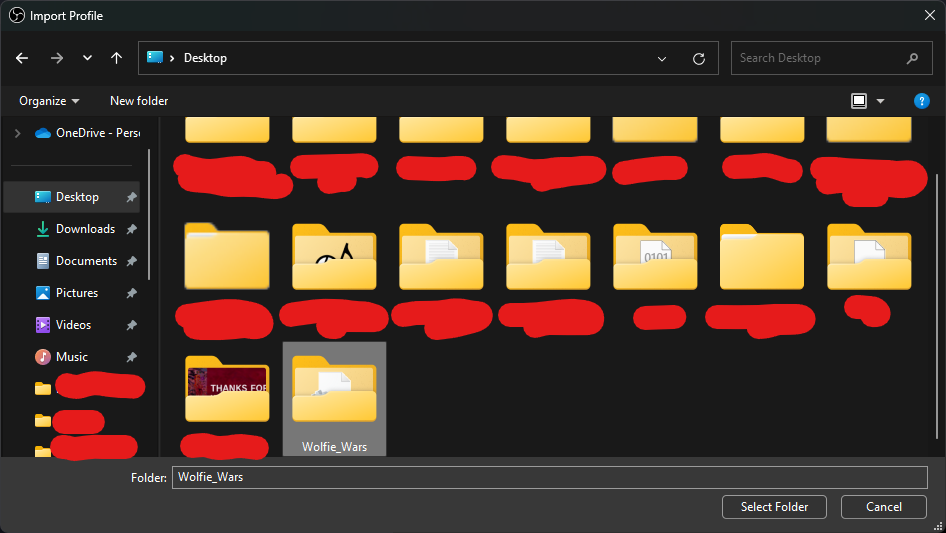 Import Profile
Desktop
Search Desktop
Organize
New folder
?
OneDrive - Pers
Desktop
Downloads
Documents
Pictures
Videos
Music
0101
THANKS FOR
Wolfie_Wars
Folder: Wolfie_Wars
Select Folder
Cancel